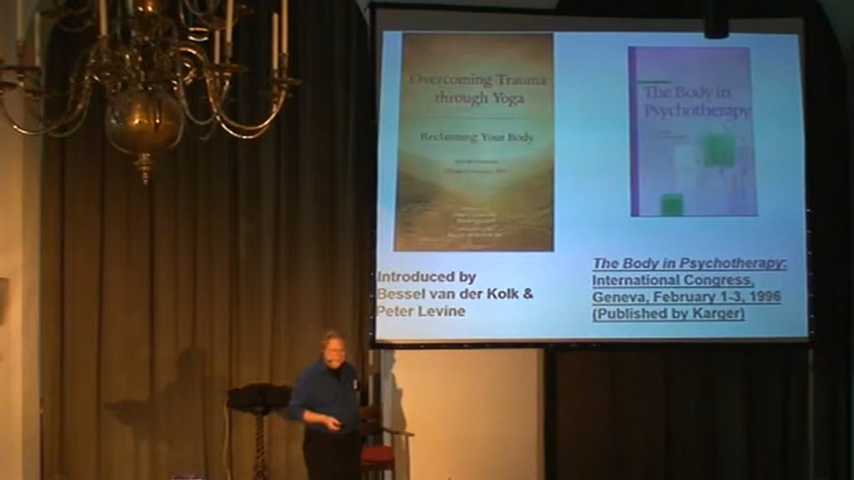 Overcoming Trauma
through Yoga
Reclaiming Your Body
Introduced by
Bessel van der Kolk &
Peter Levine
The Body in
Psychotherapy
The Body in Psychotherapy:
International Congress,
Geneva, February 1-3, 1996
(Published by Karger)